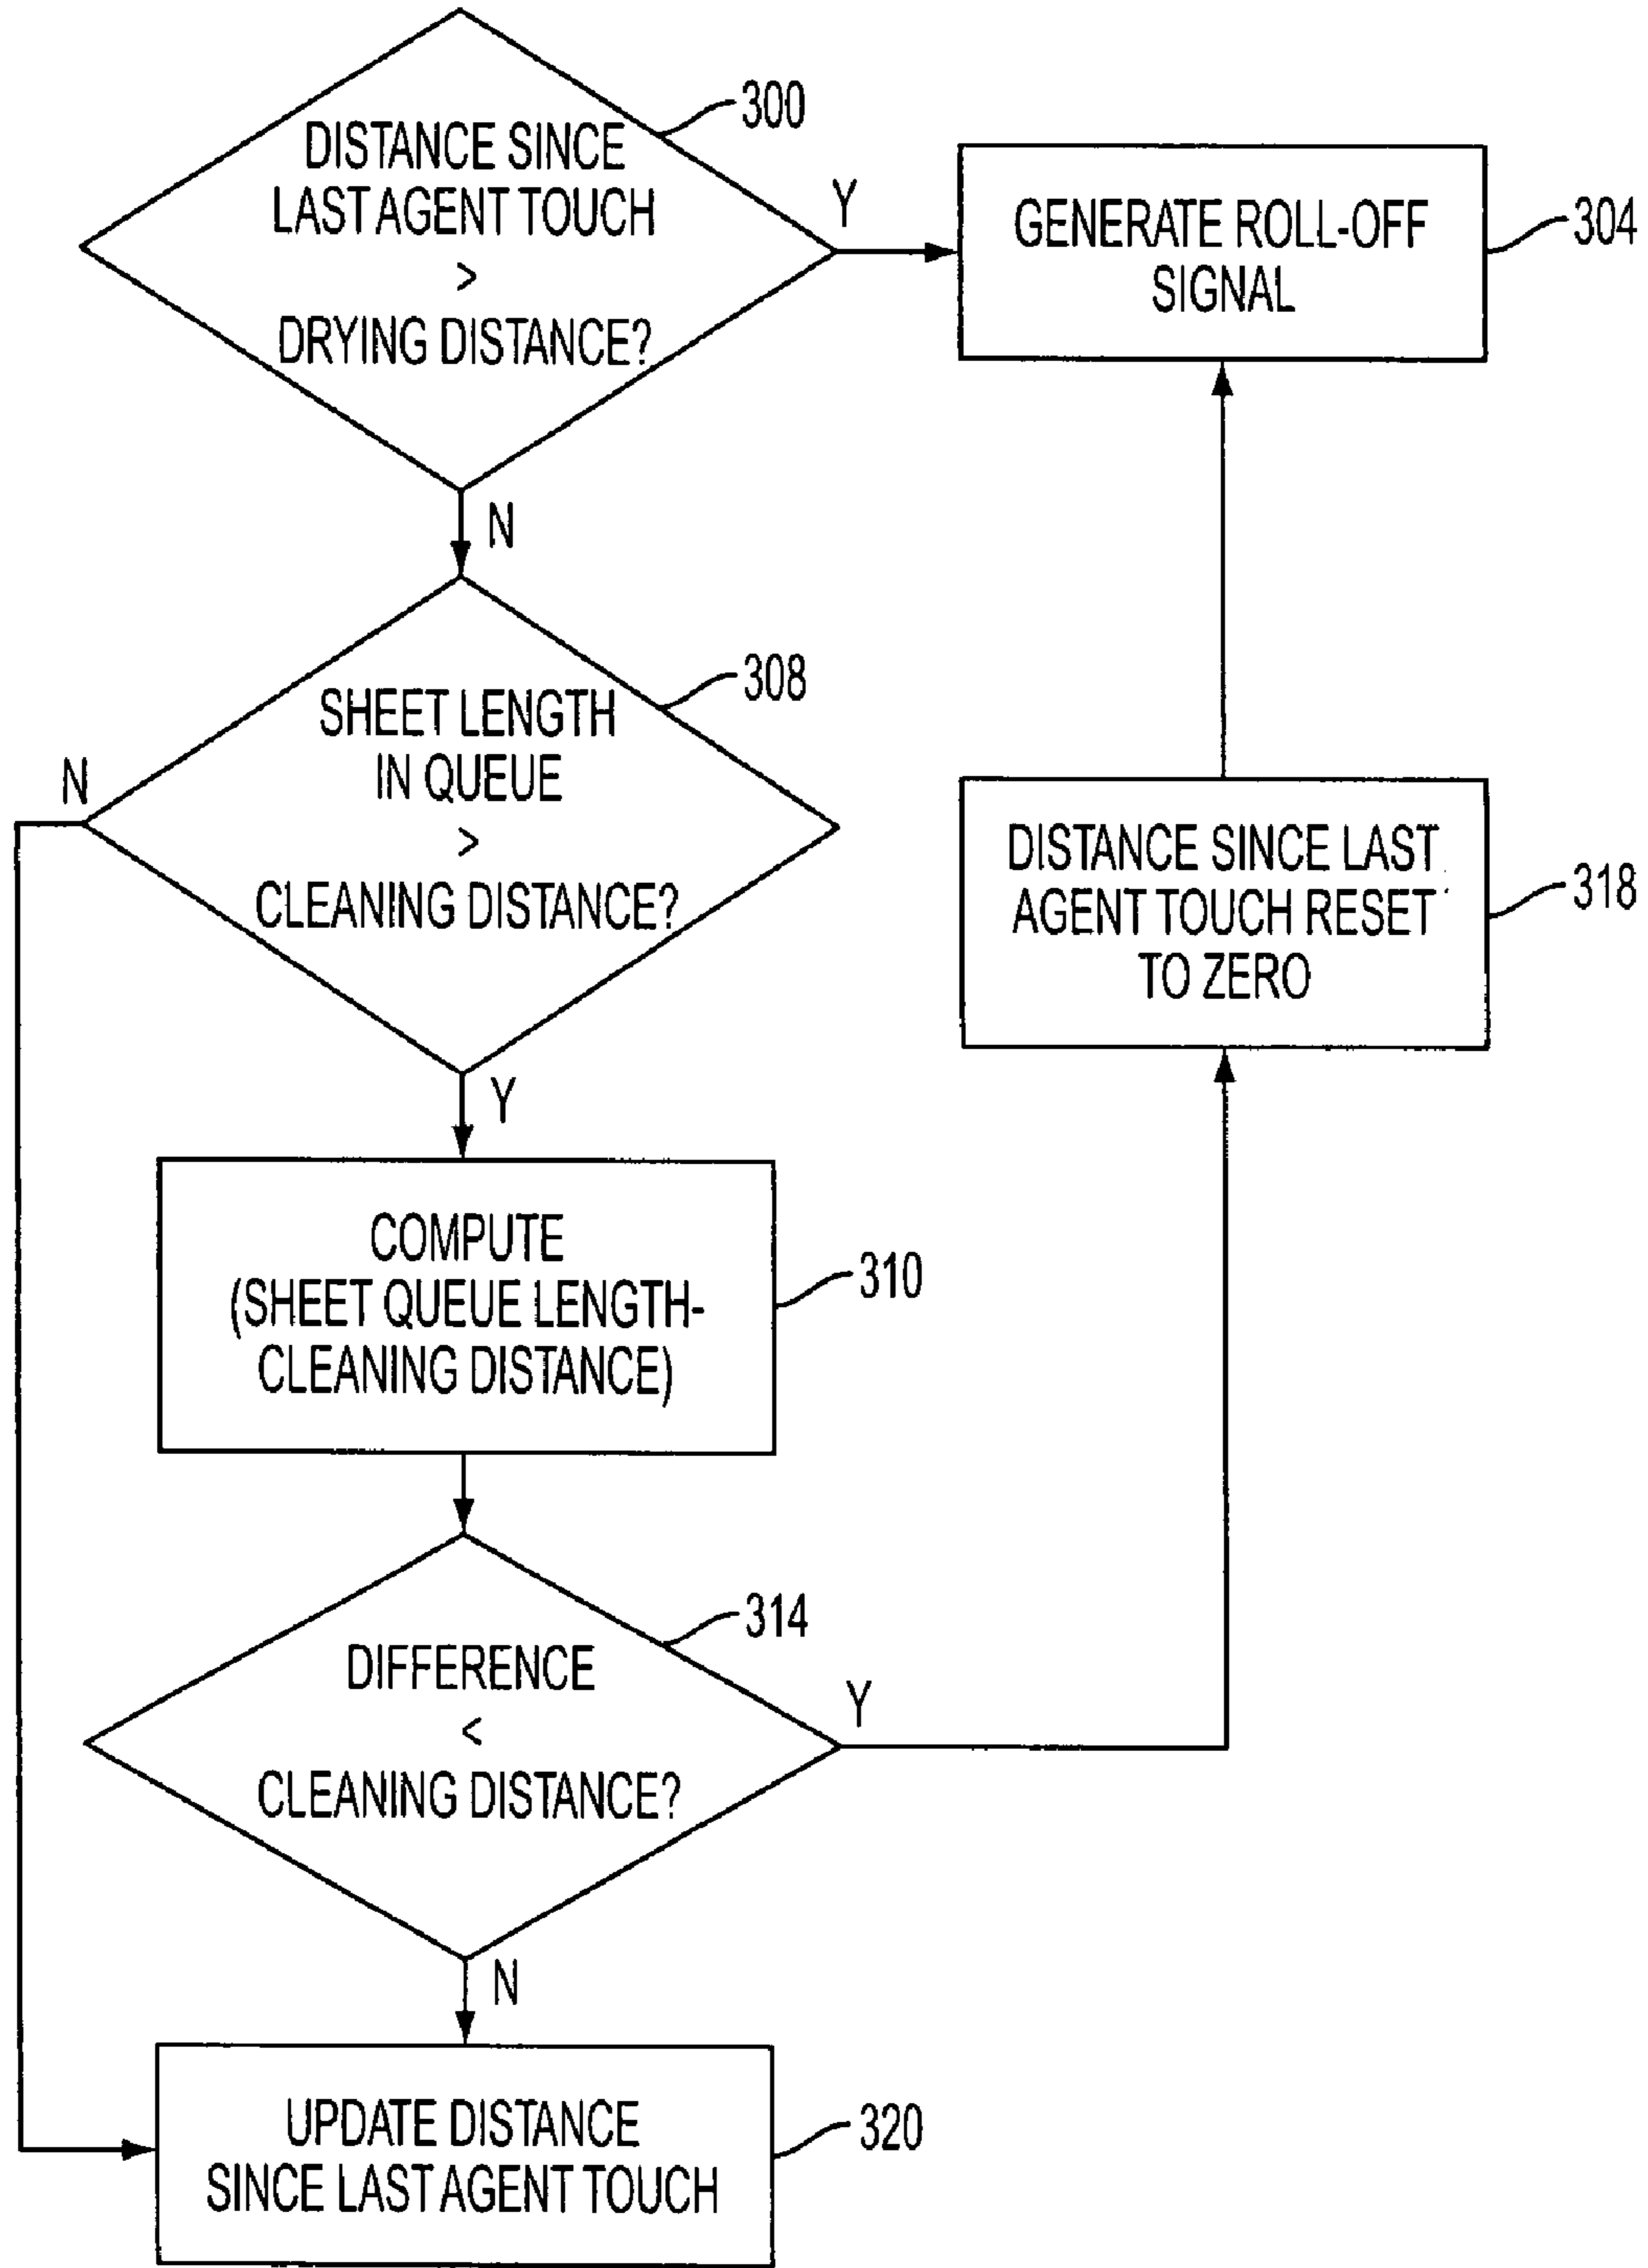 300
DISTANCE SINCE
LAST AGENT TOUCH
>
DRYING DISTANCE?
Y
GENERATE ROLL-OFF
SIGNAL
304
N
308
SHEET LENGTH
IN QUEUE
>
CLEANING DISTANCE?
N
Y
DISTANCE SINCE LAST
AGENT TOUCH RESET
TO ZERO
318
COMPUTE
(SHEET QUEUE LENGTH-
CLEANING DISTANCE)
310
314
DIFFERENCE
<
CLEANING DISTANCE?
Y
N
UPDATE DISTANCE
SINCE LAST AGENT TOUCH
320